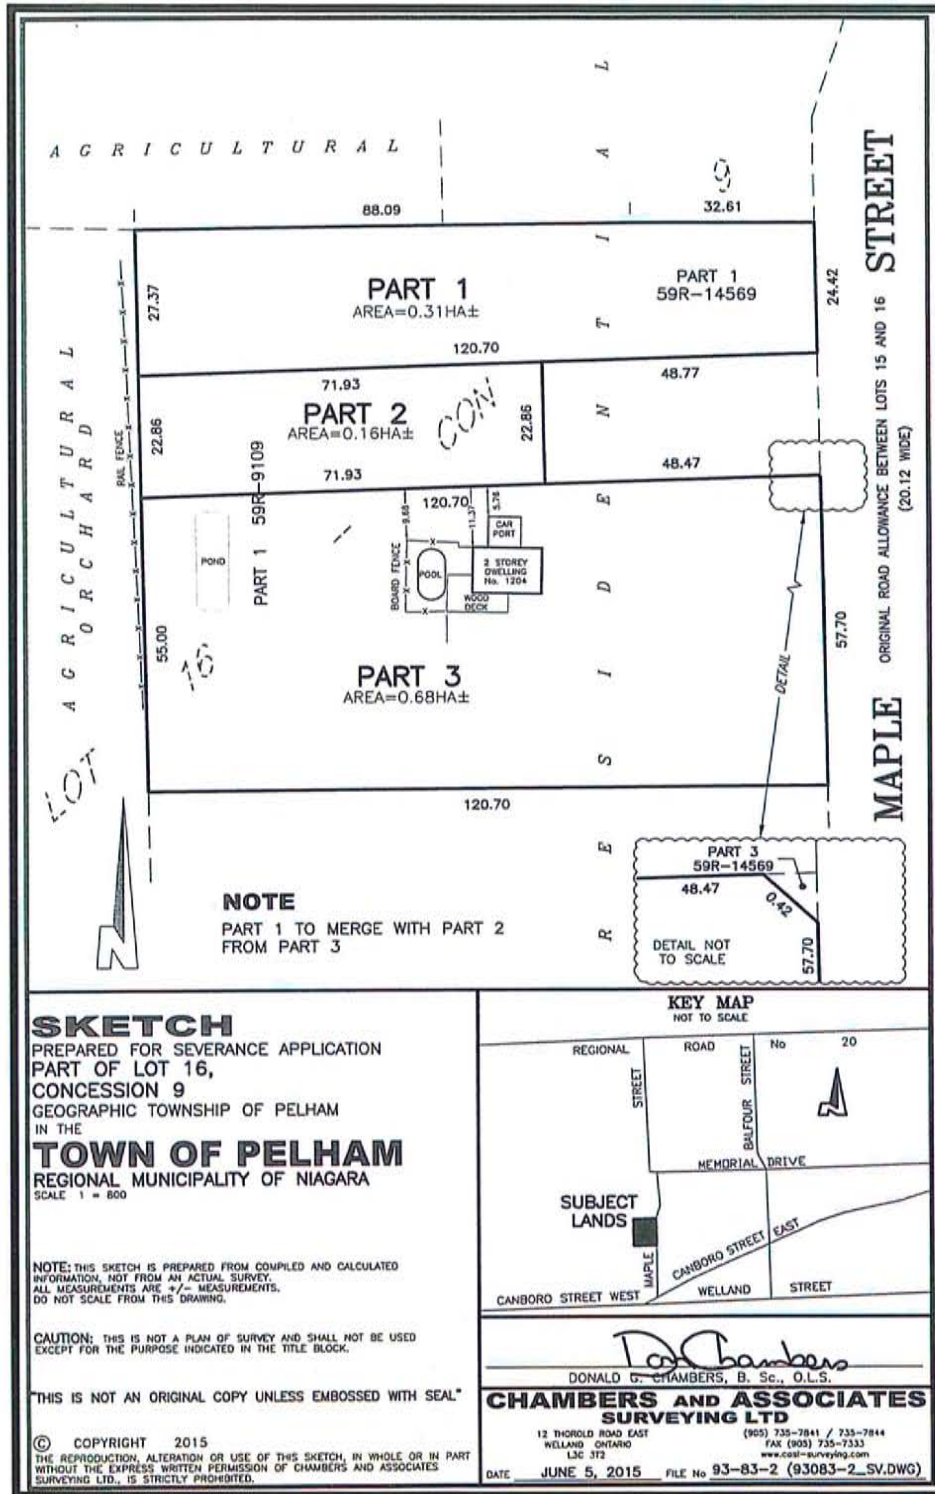 AGRICULTURAL
RESIDENTIAL
9
88.09
32.61
PART 1
AREA=0.31HA±
PART 1
59R-14569
27.37
24.42
120.70
71.93
48.77
PART 2
AREA=0.16HA±
CON
22.86
22.86
RAIL FENCE
AGRICULTURAL
ORCHARD
71.93
48.47
120.70
PART 1 59R-9109
POND
9.68
11.37
5.76
CAR
PORT
BOARD FENCE
POOL
2 STOREY
DWELLING
No. 1204
WOOD
DECK
55.00
57.70
16
LOT
PART 3
AREA=0.68HA±
DETAIL
120.70
MAPLE STREET
ORIGINAL ROAD ALLOWANCE BETWEEN LOTS 15 AND 16
(20.12 WIDE)
PART 3
59R-14569
48.47
0.42
57.70
DETAIL NOT
TO SCALE
N
NOTE
PART 1 TO MERGE WITH PART 2
FROM PART 3
SKETCH
PREPARED FOR SEVERANCE APPLICATION
PART OF LOT 16,
CONCESSION 9
GEOGRAPHIC TOWNSHIP OF PELHAM
IN THE
TOWN OF PELHAM
REGIONAL MUNICIPALITY OF NIAGARA
SCALE 1 = 800
NOTE: THIS SKETCH IS PREPARED FROM COMPILED AND CALCULATED
INFORMATION, NOT FROM AN ACTUAL SURVEY.
ALL MEASUREMENTS ARE +/- MEASUREMENTS.
DO NOT SCALE FROM THIS DRAWING.
CAUTION: THIS IS NOT A PLAN OF SURVEY AND SHALL NOT BE USED
EXCEPT FOR THE PURPOSE INDICATED IN THE TITLE BLOCK.
"THIS IS NOT AN ORIGINAL COPY UNLESS EMBOSSED WITH SEAL"
© COPYRIGHT 2015
THE REPRODUCTION, ALTERATION OR USE OF THIS SKETCH, IN WHOLE OR IN PART
WITHOUT THE EXPRESS WRITTEN PERMISSION OF CHAMBERS AND ASSOCIATES
SURVEYING LTD., IS STRICTLY PROHIBITED.
KEY MAP
NOT TO SCALE
REGIONAL ROAD No 20
STREET
BALFOUR STREET
N
MEMORIAL DRIVE
SUBJECT
LANDS
MAPLE
CANBORO STREET EAST
CANBORO STREET WEST
WELLAND STREET
Don Chambers
DONALD G. CHAMBERS, B. Sc., O.L.S.
CHAMBERS AND ASSOCIATES
SURVEYING LTD
12 THOROLD ROAD EAST
WELLAND ONTARIO
L3C 3T2
(905) 735-7841 / 735-7844
FAX (905) 735-7333
www.casl-surveying.com
DATE JUNE 5, 2015 FILE No 93-83-2 (93083-2_SV.DWG)